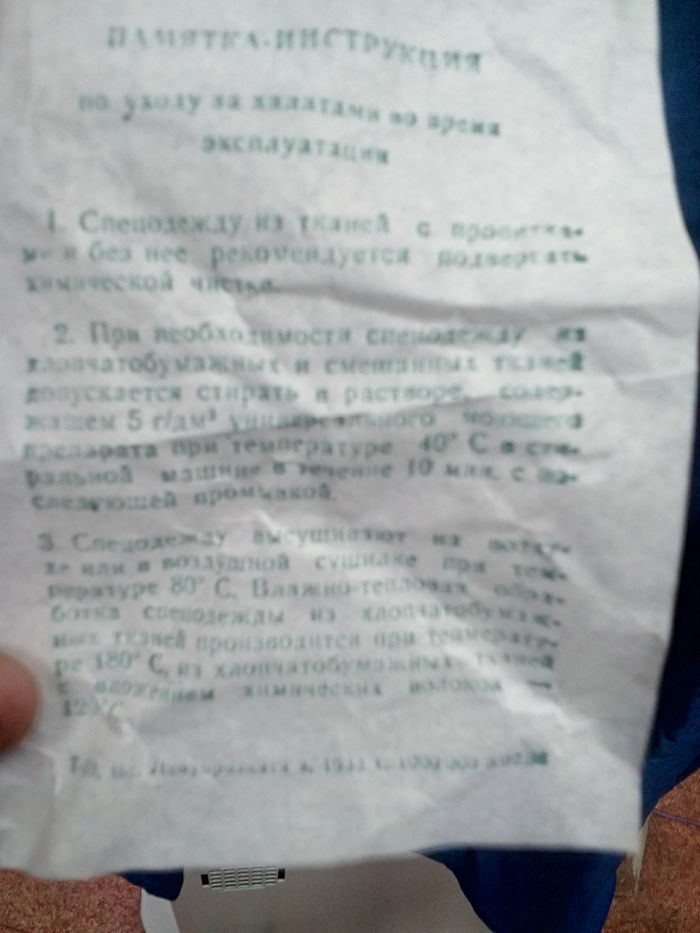 ПАМЯТКА-ИНСТРУКЦИЯ
по уходу за халатами во время
эксплуатации
1. Спецодежду из тканей с пропитка-
ми и без нее рекомендуется подвергать
химической чистке.
2. При необходимости спецодежду из
хлопчатобумажных и смешанных тканей
допускается стирать в растворе, содер-
жащем 5 г/дм³ универсального моющего
препарата при температуре 40° С в сти-
ральной машине в течение 10 мин. с по-
следующей промывкой.
3. Спецодежду высушивают на возду-
хе или в воздушной сушилке при тем-
пературе 80° С. Влажно-тепловая обра-
ботка спецодежды из хлопчатобумаж-
ных тканей производится при температу-
ре 180° С, из хлопчатобумажных тканей
с вложением химических волокон —
120°С